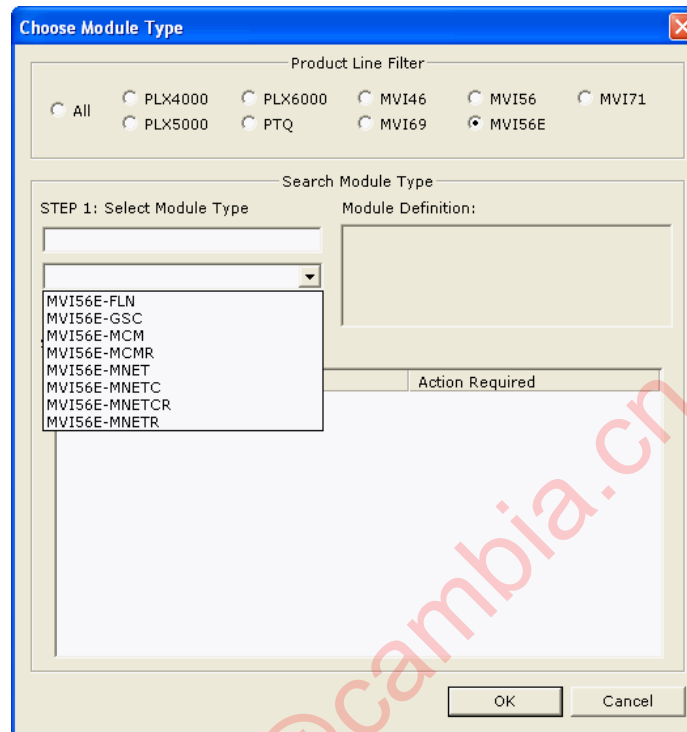 Choose Module Type
Product Line Filter
All
PLX4000
PLX6000
MVI46
MVI56
MVI71
PLX5000
PTQ
MVI69
MVI56E
Search Module Type
STEP 1: Select Module Type
Module Definition:
MVI56E-FLN
MVI56E-GSC
MVI56E-MCM
MVI56E-MCMR
MVI56E-MNET
MVI56E-MNETC
MVI56E-MNETCR
MVI56E-MNETR
Action Required
OK
Cancel
@cambia.cn